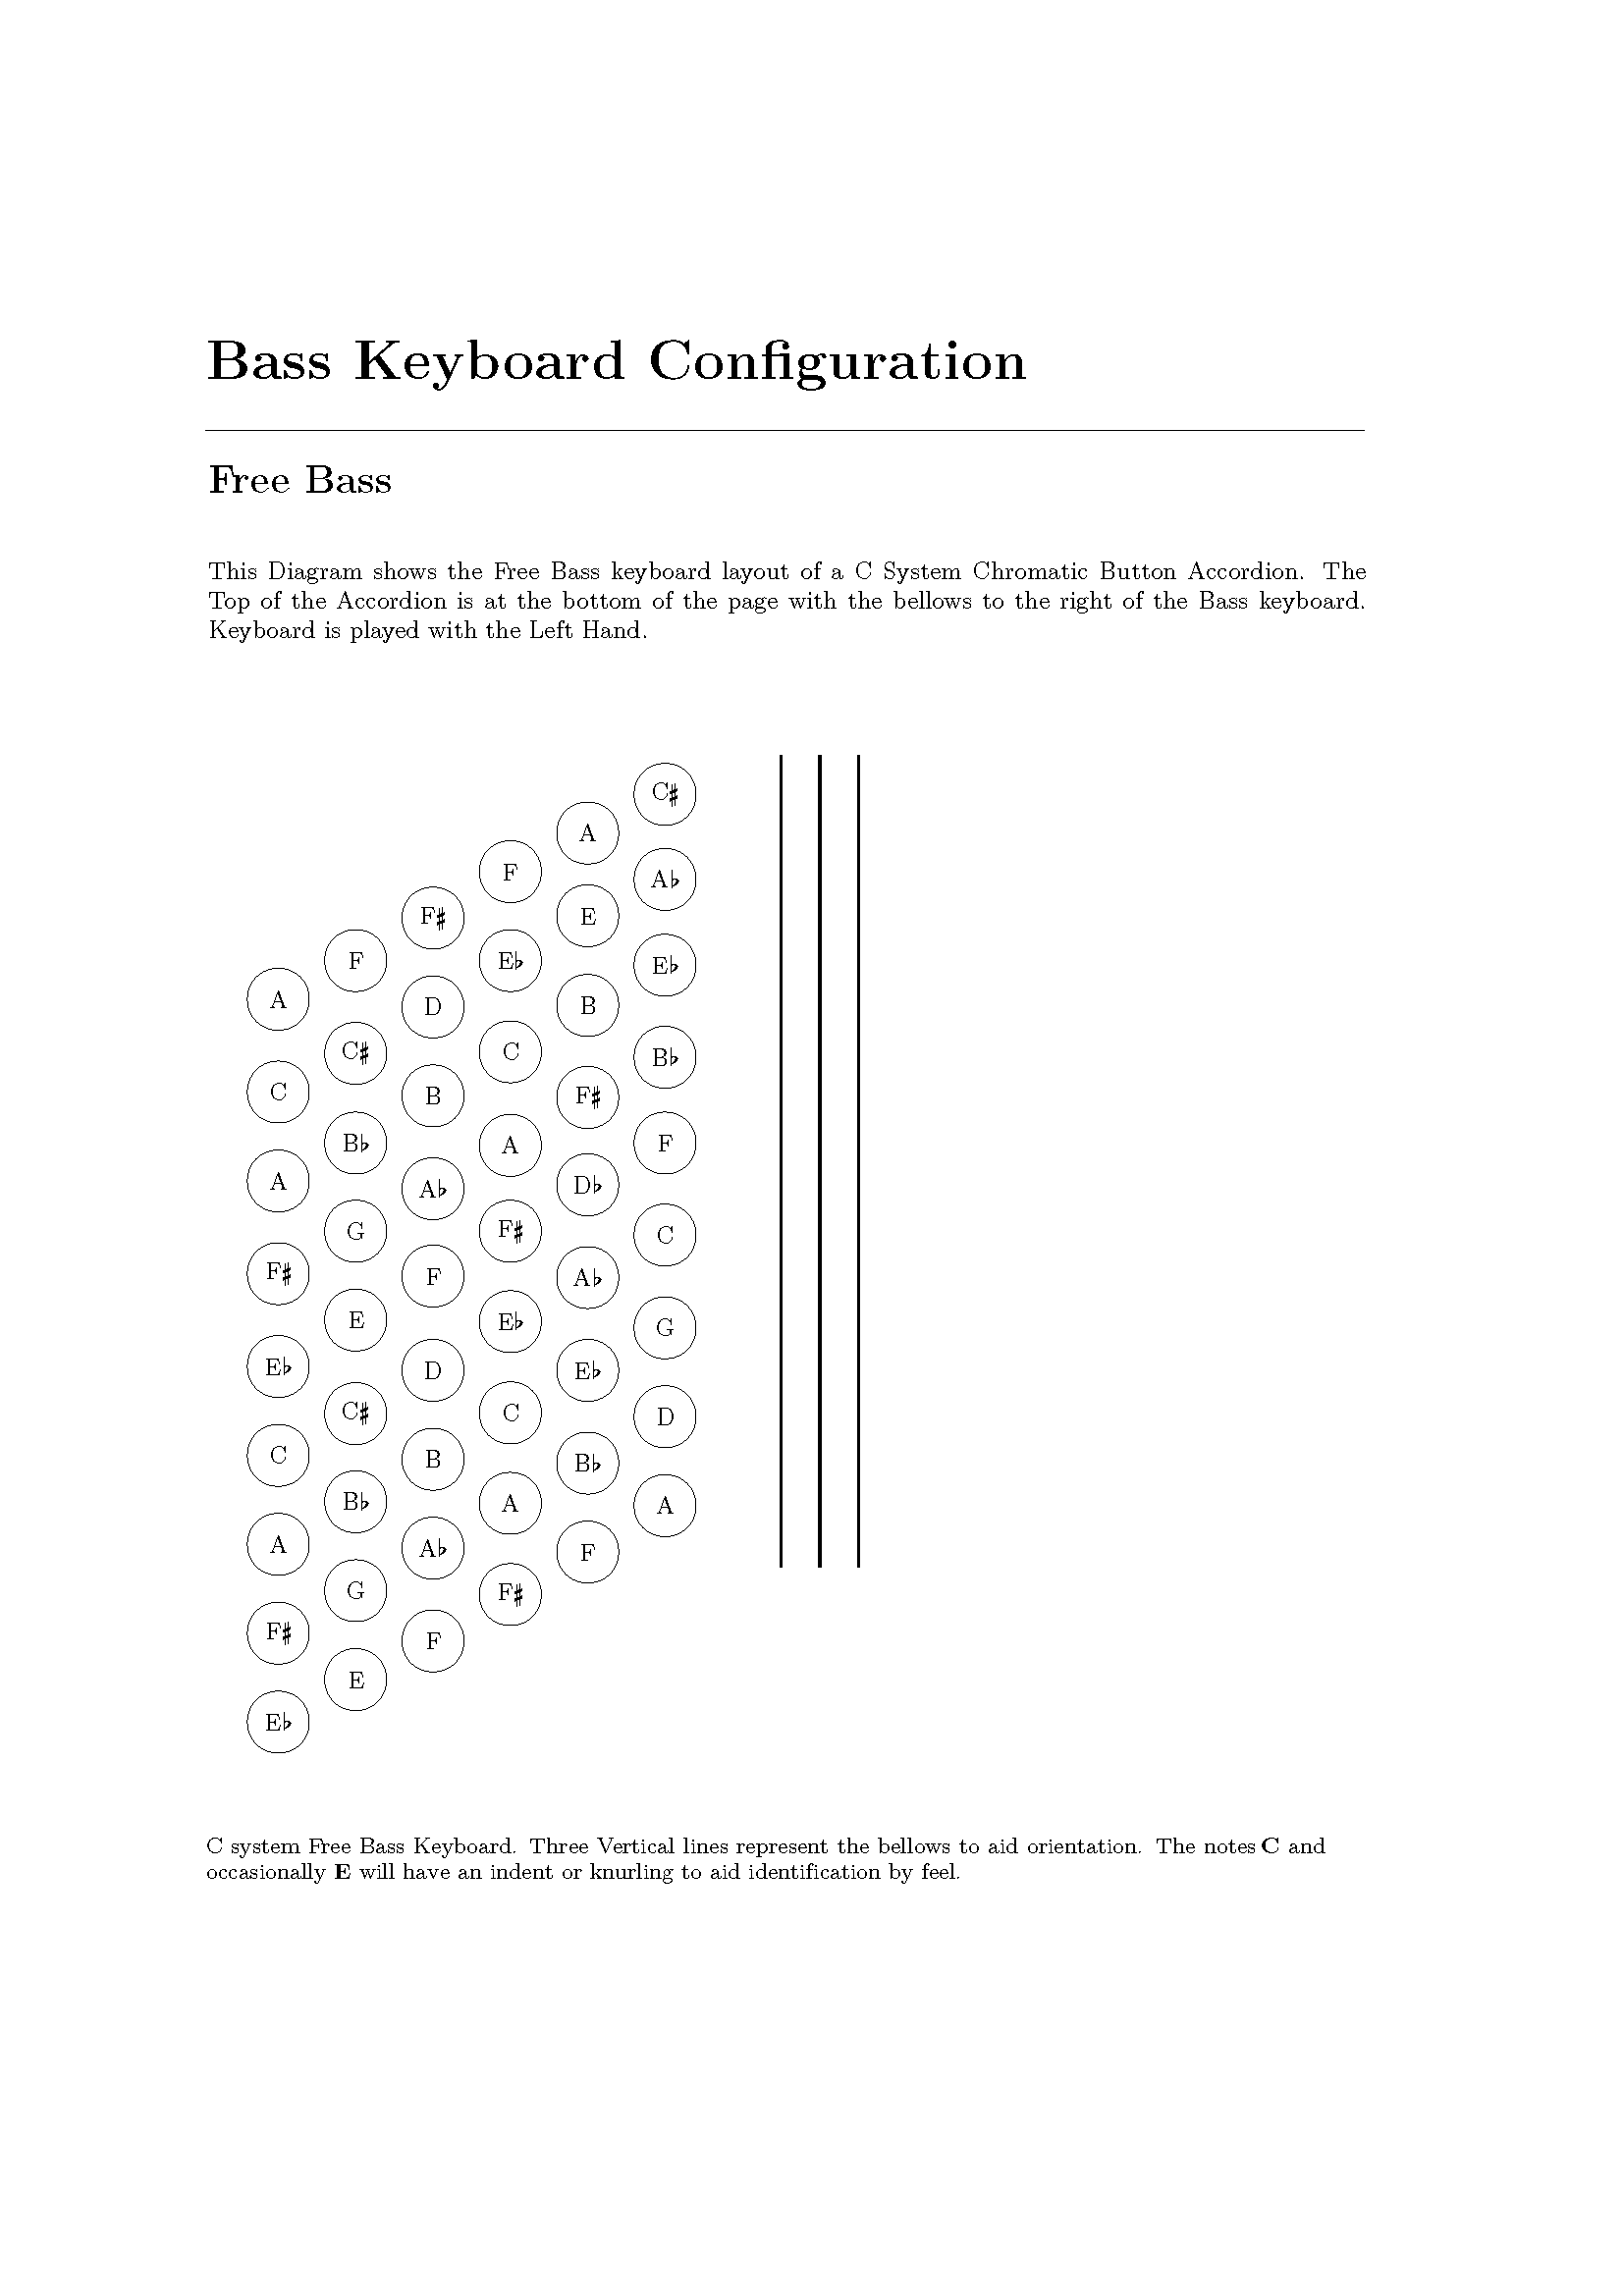 Bass Keyboard Configuration
Free Bass
This Diagram shows the Free Bass keyboard layout of a C System Chromatic Button Accordion. The
Top of the Accordion is at the bottom of the page with the bellows to the right of the Bass keyboard.
Keyboard is played with the Left Hand.
C♯
A
F
A♭
F♯
E
F
E♭
E♭
A
D
B
C♯
C
B♭
C
B
F♯
B♭
A
F
A
A♭
D♭
G
F♯
C
F♯
F
A♭
E
E♭
G
E♭
D
E♭
C♯
C
D
C
B
B♭
B♭
A
A
A
A♭
F
G
F♯
F♯
F
E
E♭
C system Free Bass Keyboard. Three Vertical lines represent the bellows to aid orientation. The notes C and
occasionally E will have an indent or knurling to aid identification by feel.